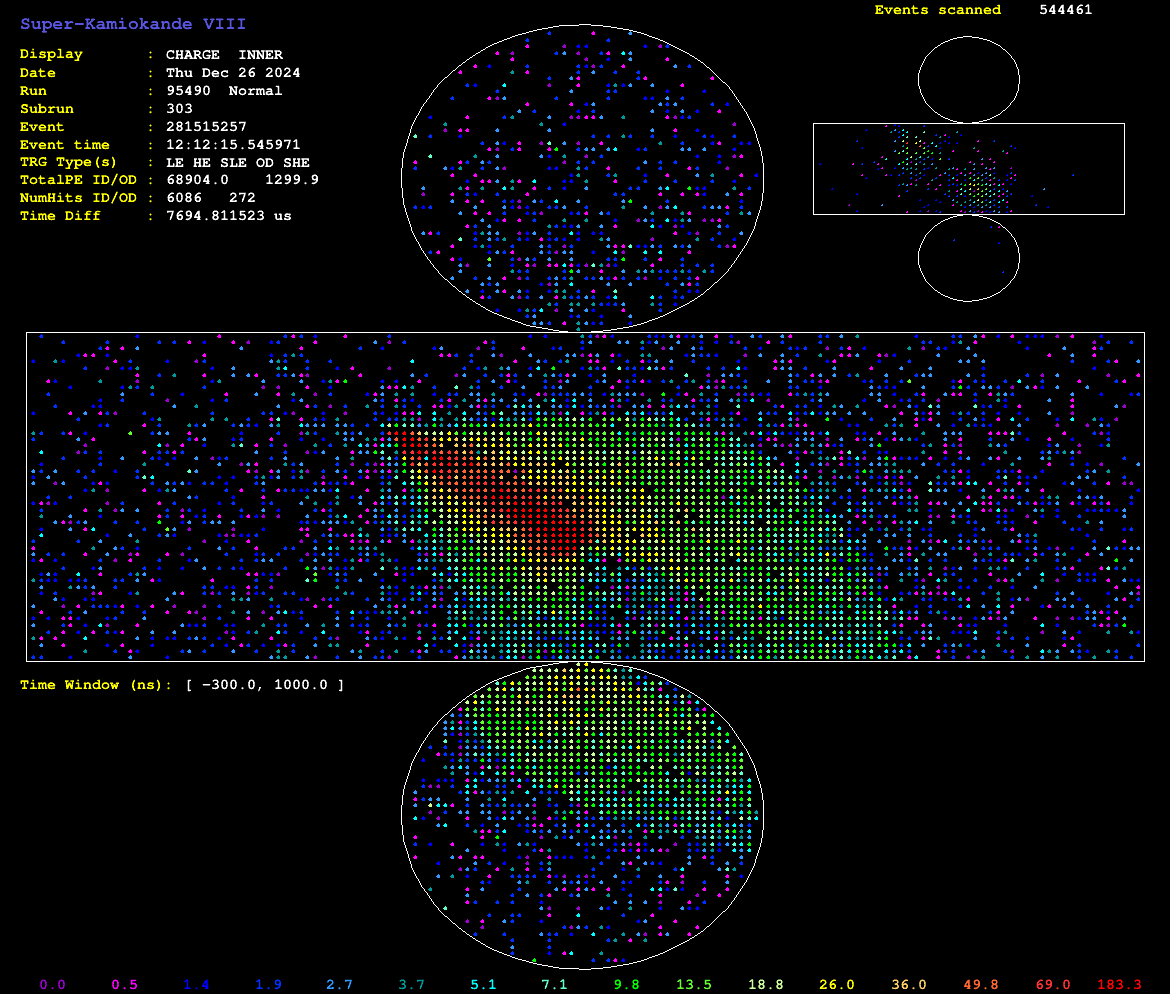 Super-Kamiokande VIII
Events scanned 544461
Display : CHARGE INNER
Date : Thu Dec 26 2024
Run : 95490 Normal
Subrun : 303
Event : 281515257
Event time : 12:12:15.545971
TRG Type(s) : LE HE SLE OD SHE
TotalPE ID/OD : 68904.0 1299.9
NumHits ID/OD : 6086 272
Time Diff : 7694.811523 us
Time Window (ns): [ −300.0, 1000.0 ]
0.0 0.5 1.4 1.9 2.7 3.7 5.1 7.1 9.8 13.5 18.8 26.0 36.0 49.8 69.0 183.3